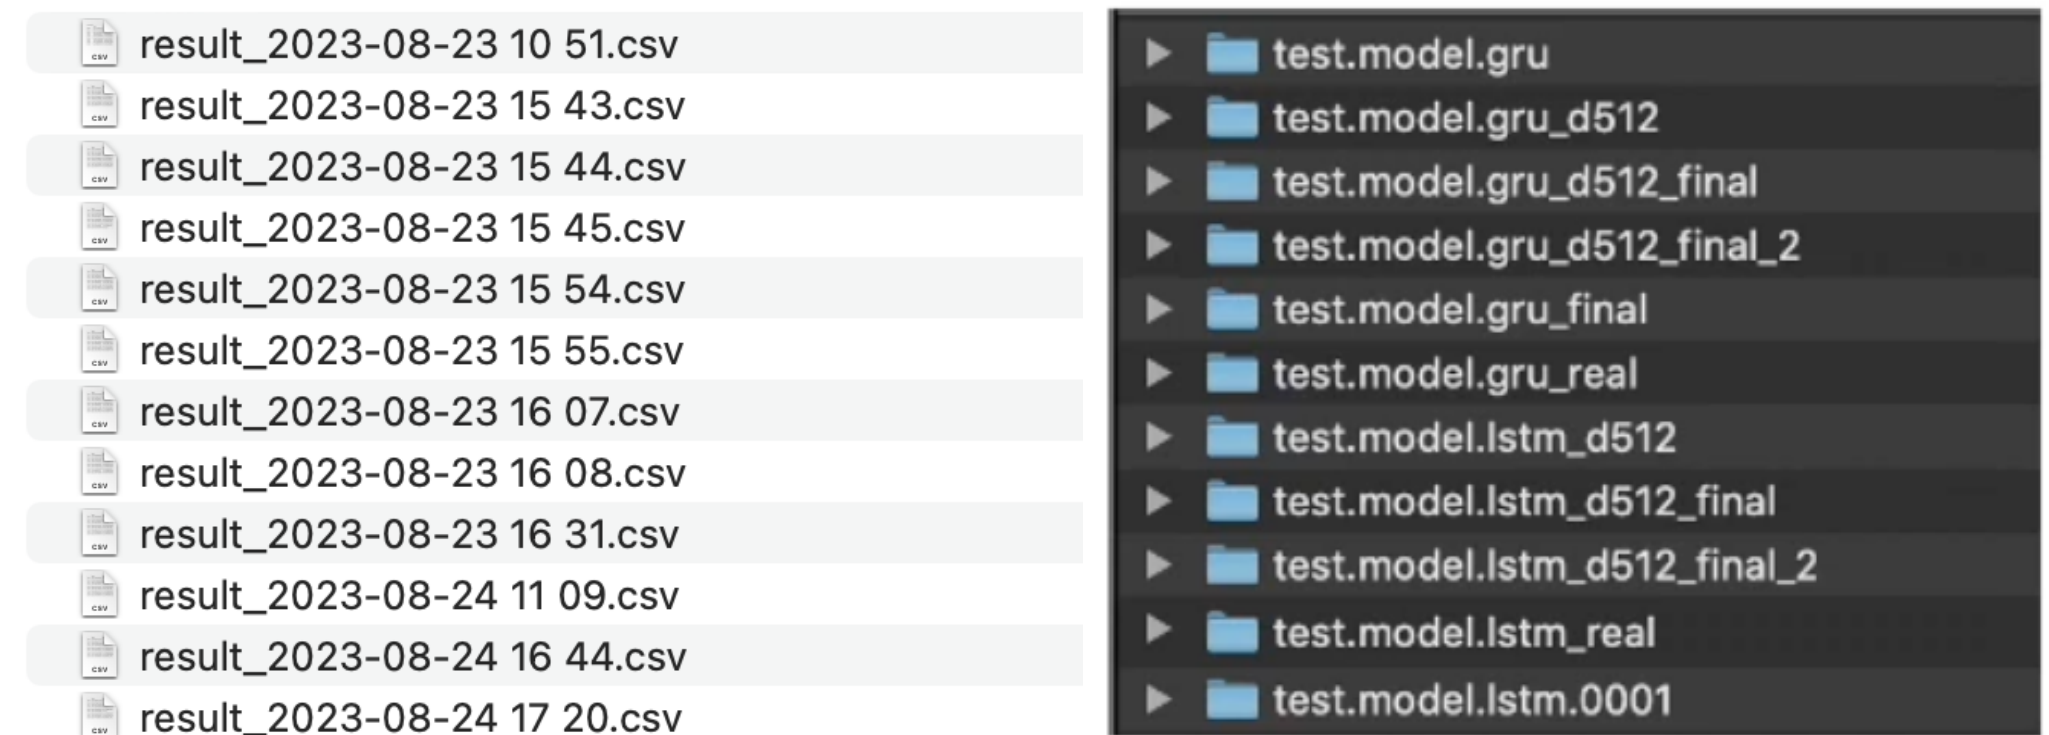 result_2023-08-23 10 51.csv
result_2023-08-23 15 43.csv
result_2023-08-23 15 44.csv
result_2023-08-23 15 45.csv
result_2023-08-23 15 54.csv
result_2023-08-23 15 55.csv
result_2023-08-23 16 07.csv
result_2023-08-23 16 08.csv
result_2023-08-23 16 31.csv
result_2023-08-24 11 09.csv
result_2023-08-24 16 44.csv
result_2023-08-24 17 20.csv
test.model.gru
test.model.gru_d512
test.model.gru_d512_final
test.model.gru_d512_final_2
test.model.gru_final
test.model.gru_real
test.model.lstm_d512
test.model.lstm_d512_final
test.model.lstm_d512_final_2
test.model.lstm_real
test.model.lstm.0001